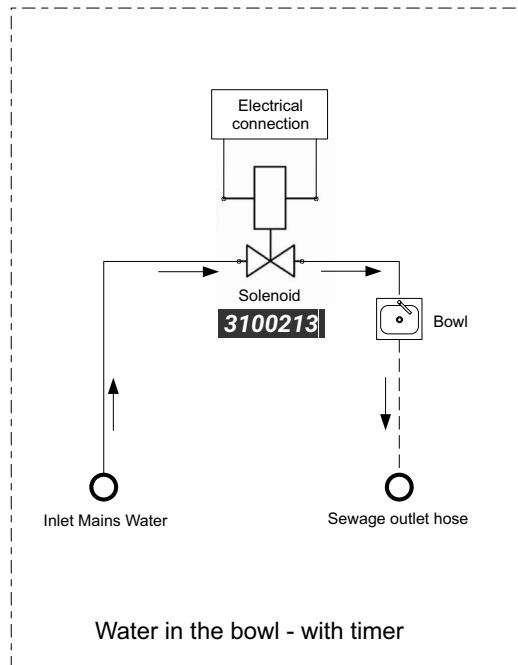 Electrical
connection
Solenoid
3100213
Bowl
Inlet Mains Water
Sewage outlet hose
Water in the bowl - with timer